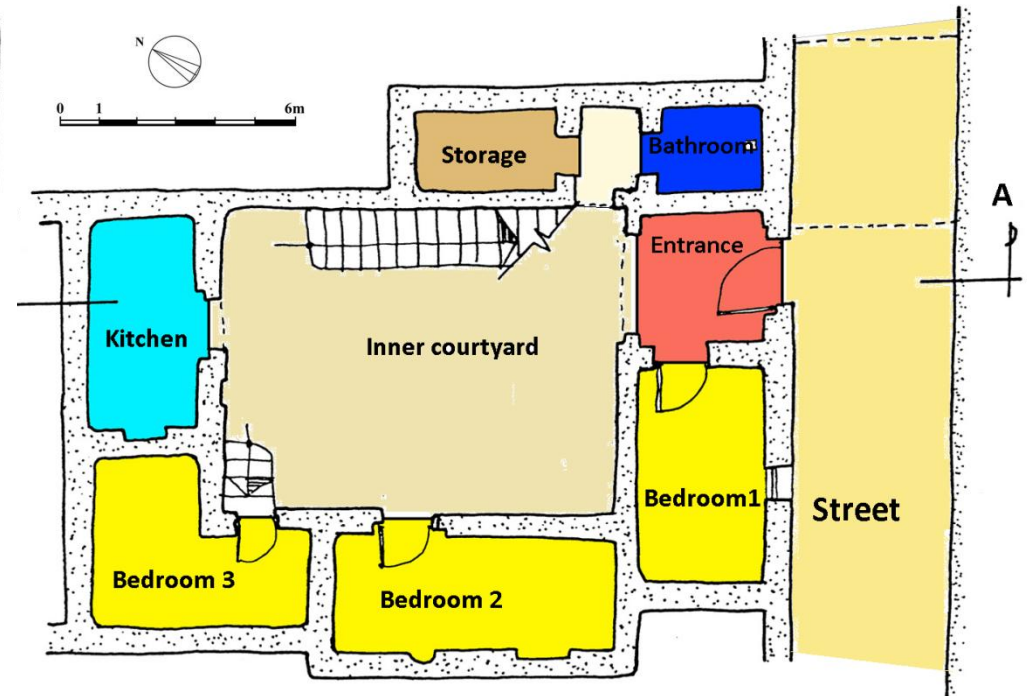 N
0 1 6m
Storage
Bathroom
A
Entrance
Kitchen
Inner courtyard
Bedroom1
Street
Bedroom 3
Bedroom 2